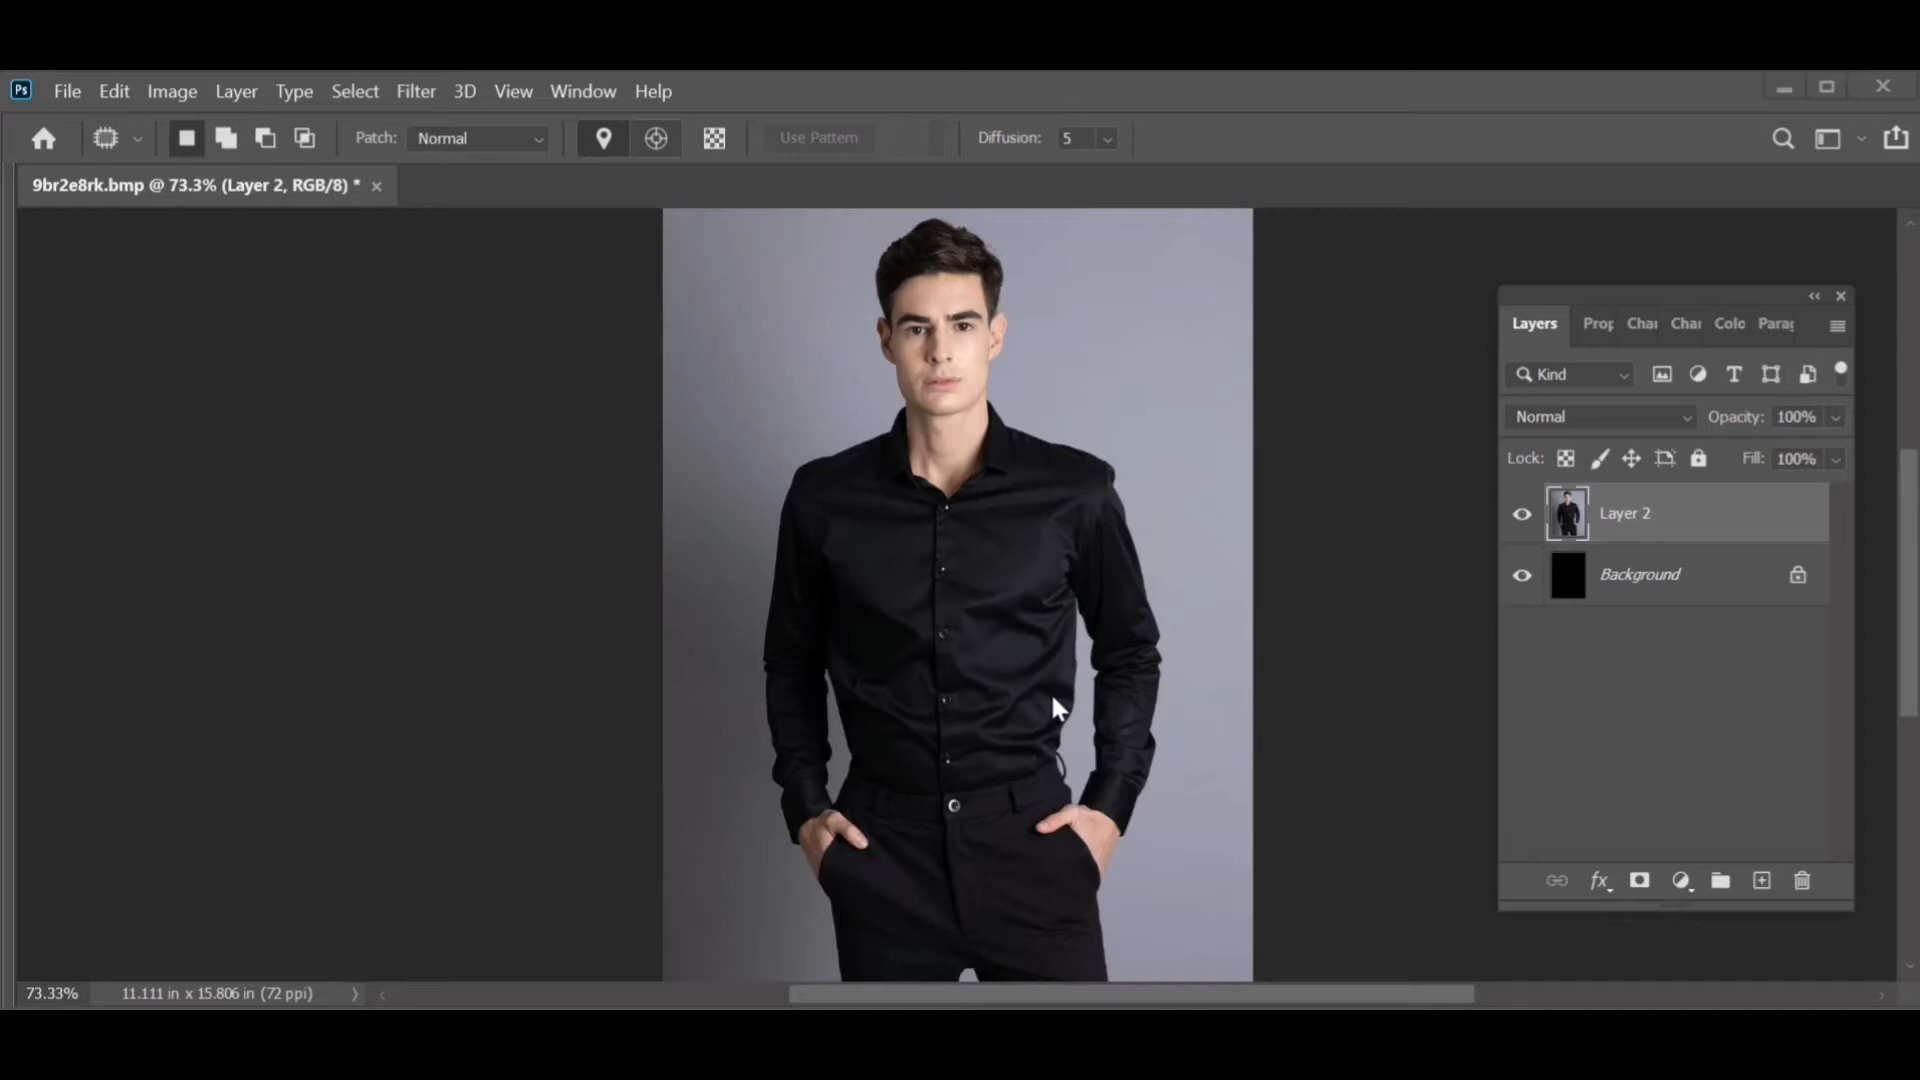 Ps File Edit Image Layer Type Select Filter 3D View Window Help
Patch: Normal Use Pattern Diffusion: 5
9br2e8rk.bmp @ 73.3% (Layer 2, RGB/8) *
Layers Prop Chai Chai Colc Parag
Kind
Normal Opacity: 100%
Lock: Fill: 100%
Layer 2
Background
fx
73.33% 11.111 in x 15.806 in (72 ppi)